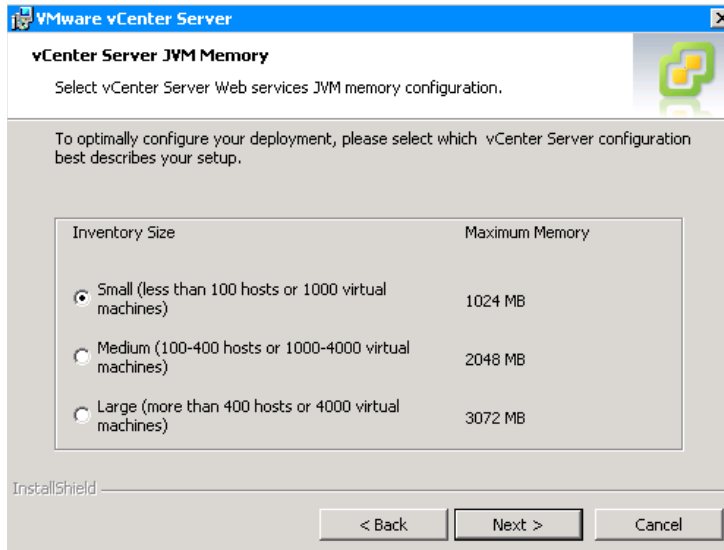 VMware vCenter Server
vCenter Server JVM Memory
Select vCenter Server Web services JVM memory configuration.
To optimally configure your deployment, please select which vCenter Server configuration
best describes your setup.
Inventory Size Maximum Memory
Small (less than 100 hosts or 1000 virtual
machines) 1024 MB
Medium (100-400 hosts or 1000-4000 virtual
machines) 2048 MB
Large (more than 400 hosts or 4000 virtual
machines) 3072 MB
InstallShield
< Back Next > Cancel